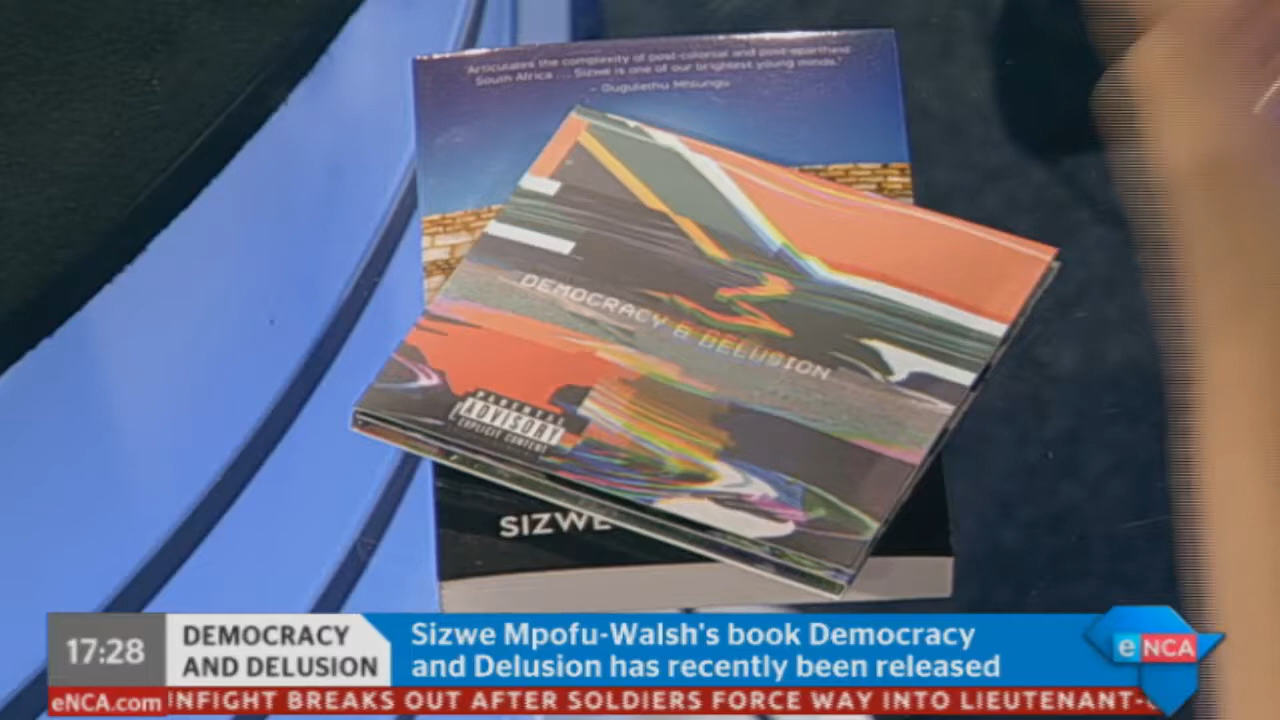 'Articulates the complexity of post-colonial and post-apartheid
South Africa ... Sizwe is one of our brightest young minds.'
DEMOCRACY & DELUSION
PARENTAL
ADVISORY
EXPLICIT CONTENT
SIZWE
17:28
DEMOCRACY
AND DELUSION
Sizwe Mpofu-Walsh's book Democracy
and Delusion has recently been released
eNCA
eNCA.com
INFIGHT BREAKS OUT AFTER SOLDIERS FORCE WAY INTO LIEUTENANT-